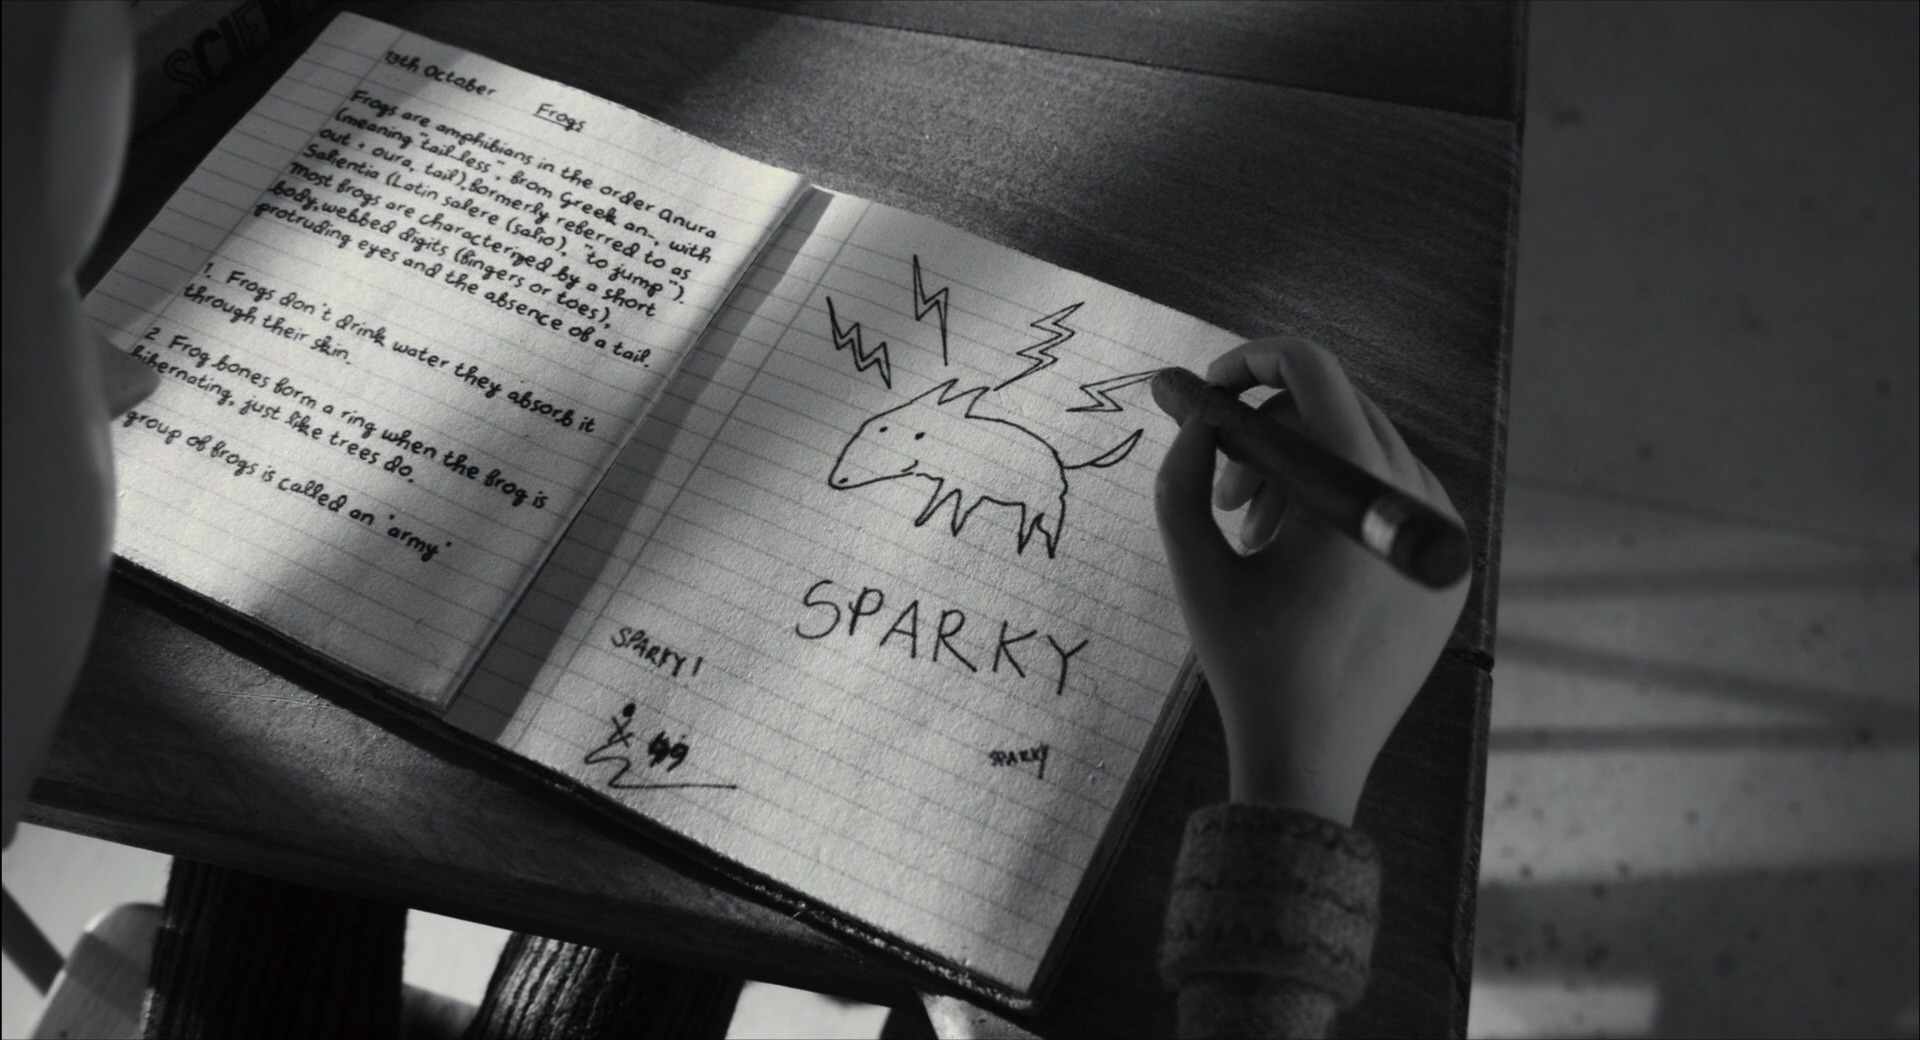 SCIEN
13th October
Frogs
Frogs are amphibians in the order Anura
(meaning "tail-less", from Greek an-, with
out + oura, tail), formerly referred to as
Salientia (Latin salere (salio), "to jump").
most frogs are characterized by a short
body, webbed digits (fingers or toes),
protruding eyes and the absence of a tail.
1. Frogs don't drink water they absorb it
through their skin.
2. Frog bones form a ring when the frog is
hibernating, just like trees do.
group of frogs is called an "army"
SPARKY
SPARKY!
SPARKY